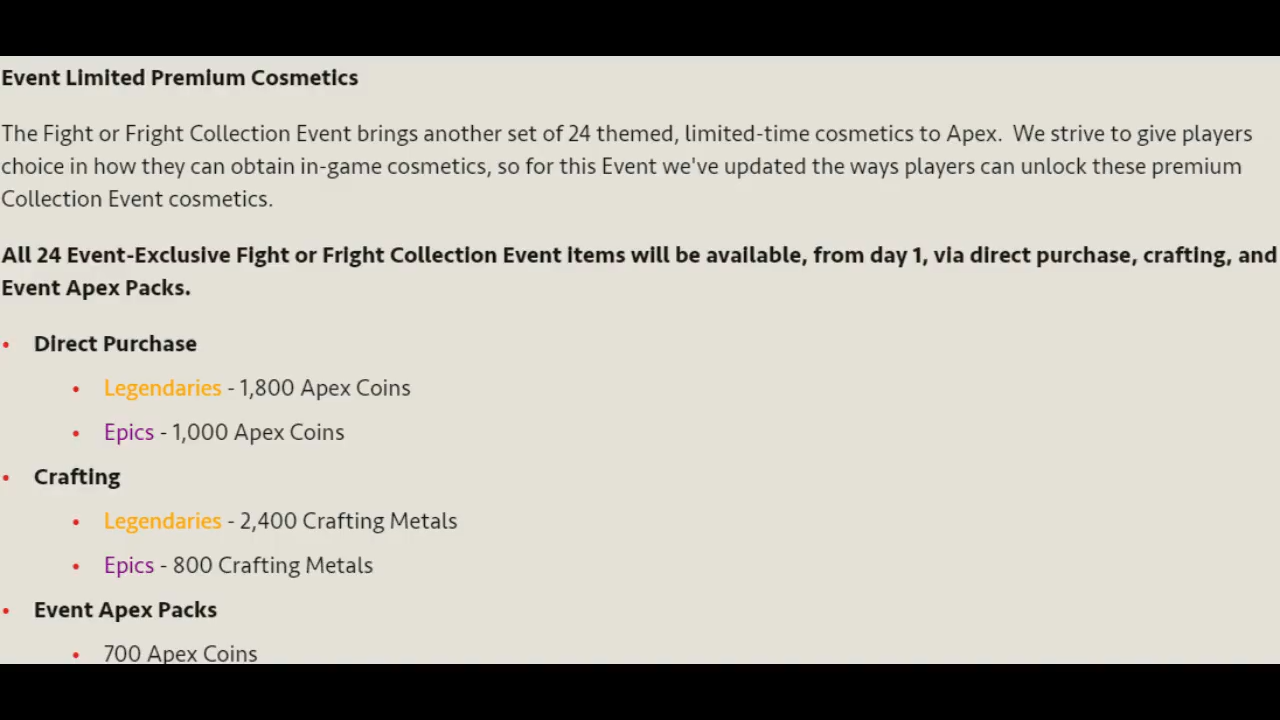 Event Limited Premium Cosmetics
The Fight or Fright Collection Event brings another set of 24 themed, limited-time cosmetics to Apex.  We strive to give players
choice in how they can obtain in-game cosmetics, so for this Event we've updated the ways players can unlock these premium
Collection Event cosmetics.
All 24 Event-Exclusive Fight or Fright Collection Event items will be available, from day 1, via direct purchase, crafting, and
Event Apex Packs.
• Direct Purchase
• Legendaries - 1,800 Apex Coins
• Epics - 1,000 Apex Coins
• Crafting
• Legendaries - 2,400 Crafting Metals
• Epics - 800 Crafting Metals
• Event Apex Packs
• 700 Apex Coins